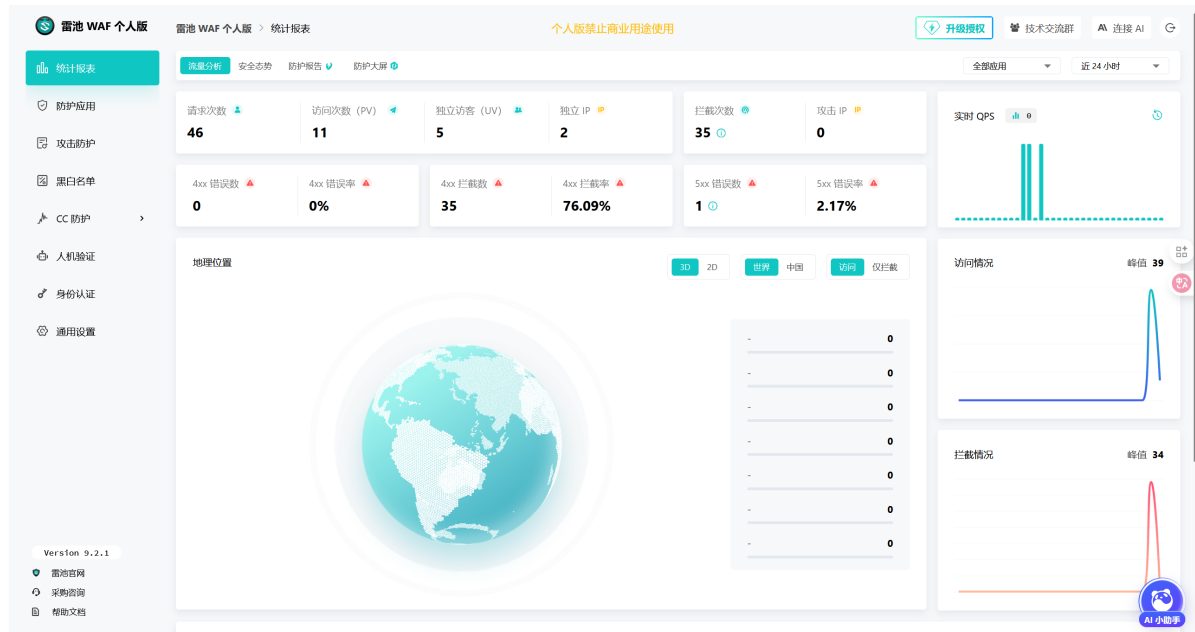 雷池 WAF 个人版
雷池 WAF 个人版 > 统计报表
个人版禁止商业用途使用
升级授权
技术交流群
连接 AI
统计报表
防护应用
攻击防护
黑白名单
CC 防护
人机验证
身份认证
通用设置
Version 9.2.1
雷池官网
采购咨询
帮助文档
流量分析 安全态势 防护报告 防护大屏
全部应用 近 24 小时
请求次数 访问次数 (PV) 独立访客 (UV) 独立 IP IP
46 11 5 2
拦截次数 攻击 IP IP
35 0
4xx 错误数 4xx 错误率
0 0%
4xx 拦截数 4xx 拦截率
35 76.09%
5xx 错误数 5xx 错误率
1 2.17%
实时 QPS 0
地理位置
3D 2D 世界 中国 访问 仅拦截
- 0
- 0
- 0
- 0
- 0
- 0
- 0
访问情况 峰值 39
拦截情况 峰值 34
AI 小助手